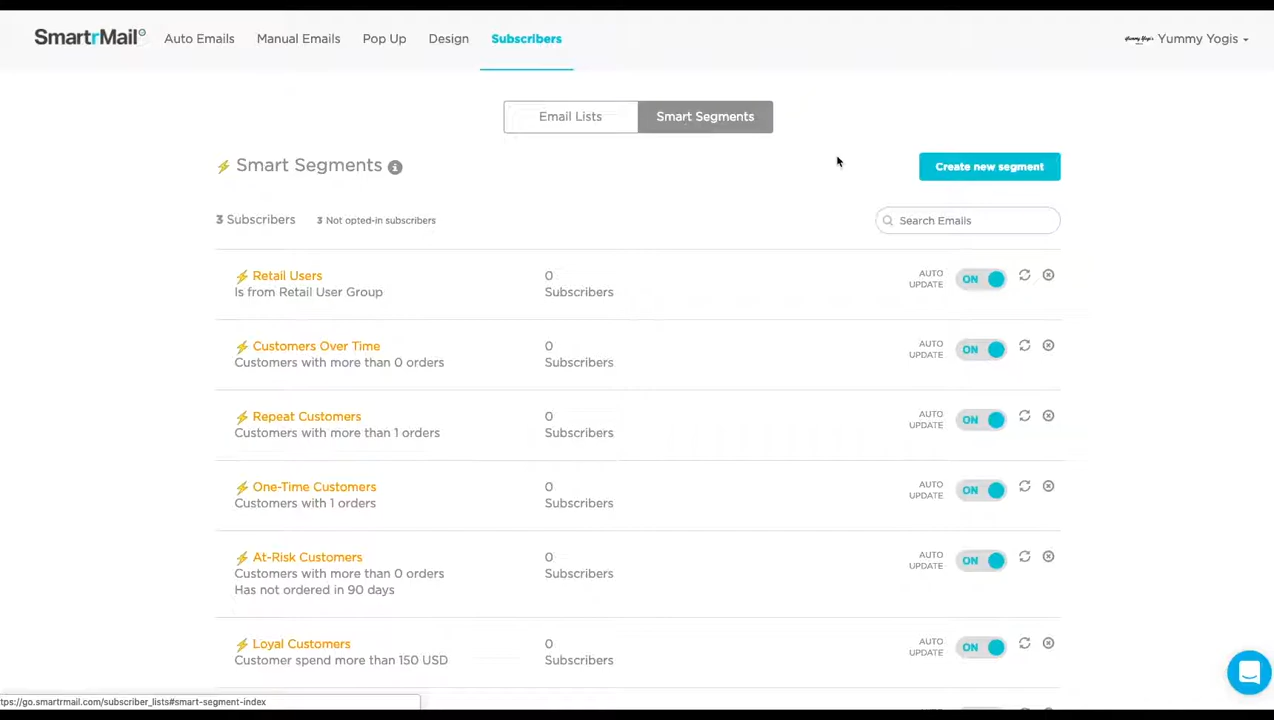 SmartrMail Auto Emails Manual Emails Pop Up Design Subscribers Yummy Yogis
Email Lists Smart Segments
Smart Segments
Create new segment
3 Subscribers 3 Not opted-in subscribers
Search Emails
Retail Users
Is from Retail User Group
0
Subscribers
AUTO
UPDATE
ON
Customers Over Time
Customers with more than 0 orders
0
Subscribers
AUTO
UPDATE
ON
Repeat Customers
Customers with more than 1 orders
0
Subscribers
AUTO
UPDATE
ON
One-Time Customers
Customers with 1 orders
0
Subscribers
AUTO
UPDATE
ON
At-Risk Customers
Customers with more than 0 orders
Has not ordered in 90 days
0
Subscribers
AUTO
UPDATE
ON
Loyal Customers
Customer spend more than 150 USD
0
Subscribers
AUTO
UPDATE
ON
ttps://go.smartrmail.com/subscriber_lists#smart-segment-index